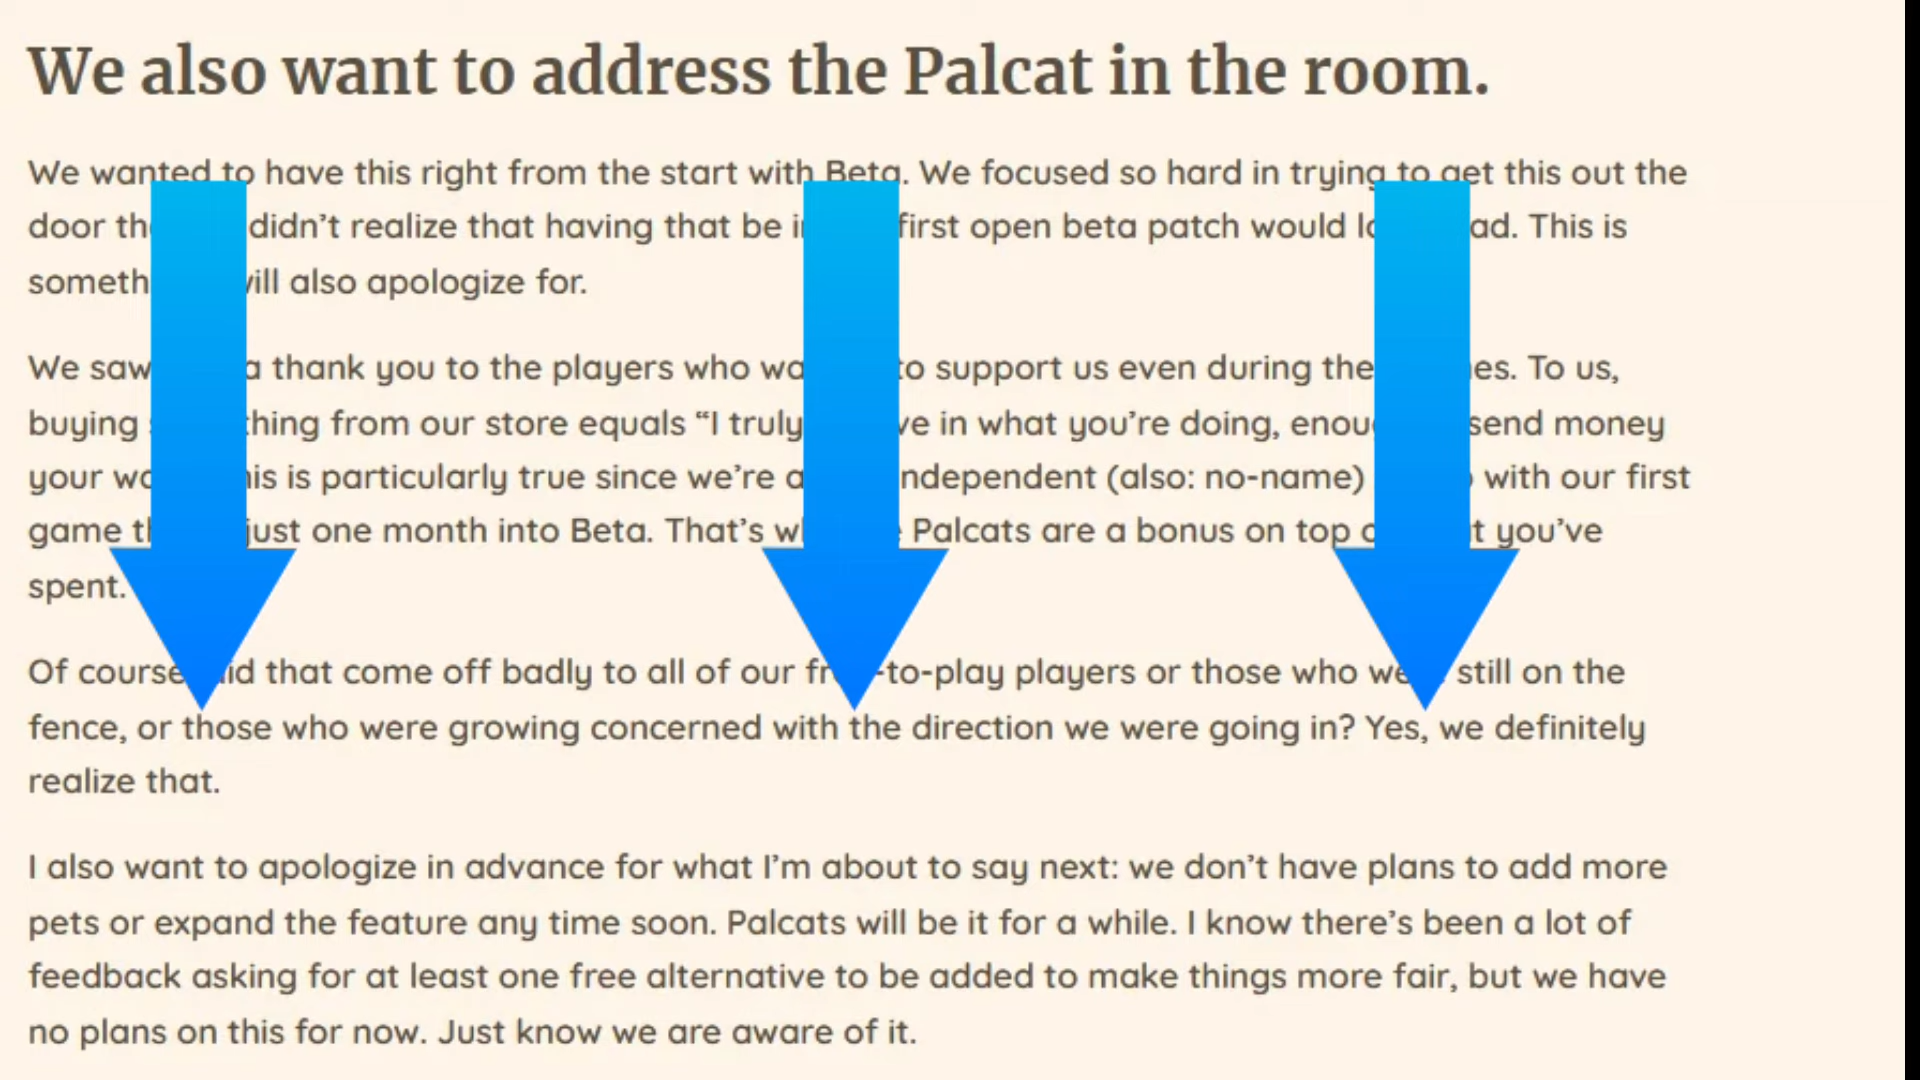 We also want to address the Palcat in the room.
We wanted to have this right from the start with Beta. We focused so hard in trying to get this out the
door didn’t realize that having that be first open beta patch would This is
will also apologize for.
We saw a thank you to the players who to support us even during the To us,
buying from our store equals “I truly in what you’re doing, send money
your is particularly true since we’re independent (also: no-name) with our first
game just one month into Beta. That’s Palcats are a bonus on top you’ve
spent.
Of course that come off badly to all of our -to-play players or those who still on the
fence, or those who were growing concerned with the direction we were going in? Yes, we definitely
realize that.
I also want to apologize in advance for what I’m about to say next: we don’t have plans to add more
pets or expand the feature any time soon. Palcats will be it for a while. I know there’s been a lot of
feedback asking for at least one free alternative to be added to make things more fair, but we have
no plans on this for now. Just know we are aware of it.